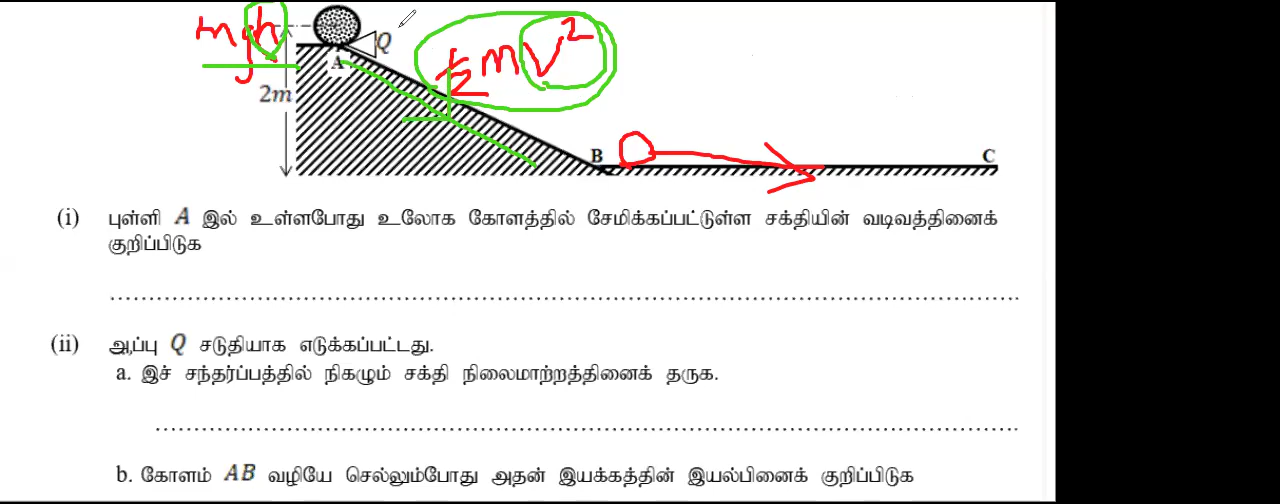 mgh
Q
½mv²
A
2m
B
C
(i) புள்ளி A இல் உள்ளபோது உலோக கோளத்தில் சேமிக்கப்பட்டுள்ள சக்தியின் வடிவத்தினைக்
குறிப்பிடுக
(ii) ஆப்பு Q சடுதியாக எடுக்கப்பட்டது.
a. இச் சந்தர்ப்பத்தில் நிகழும் சக்தி நிலைமாற்றத்தினைக் தருக.
b. கோளம் AB வழியே செல்லும்போது அதன் இயக்கத்தின் இயல்பினைக் குறிப்பிடுக